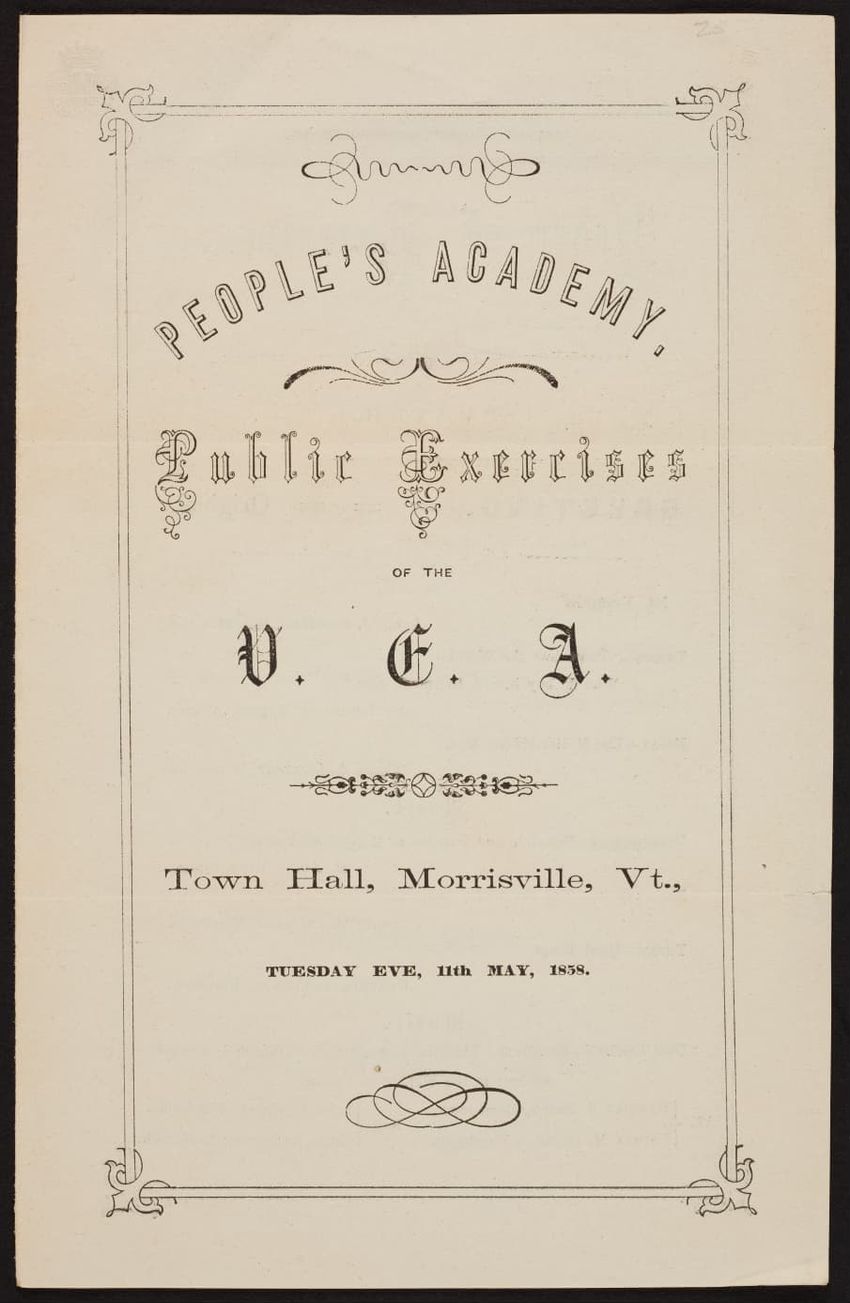 PEOPLE'S ACADEMY.
Public Exercises
OF THE
V. E. A.
Town Hall, Morrisville, Vt.,
TUESDAY EVE, 11th MAY, 1858.